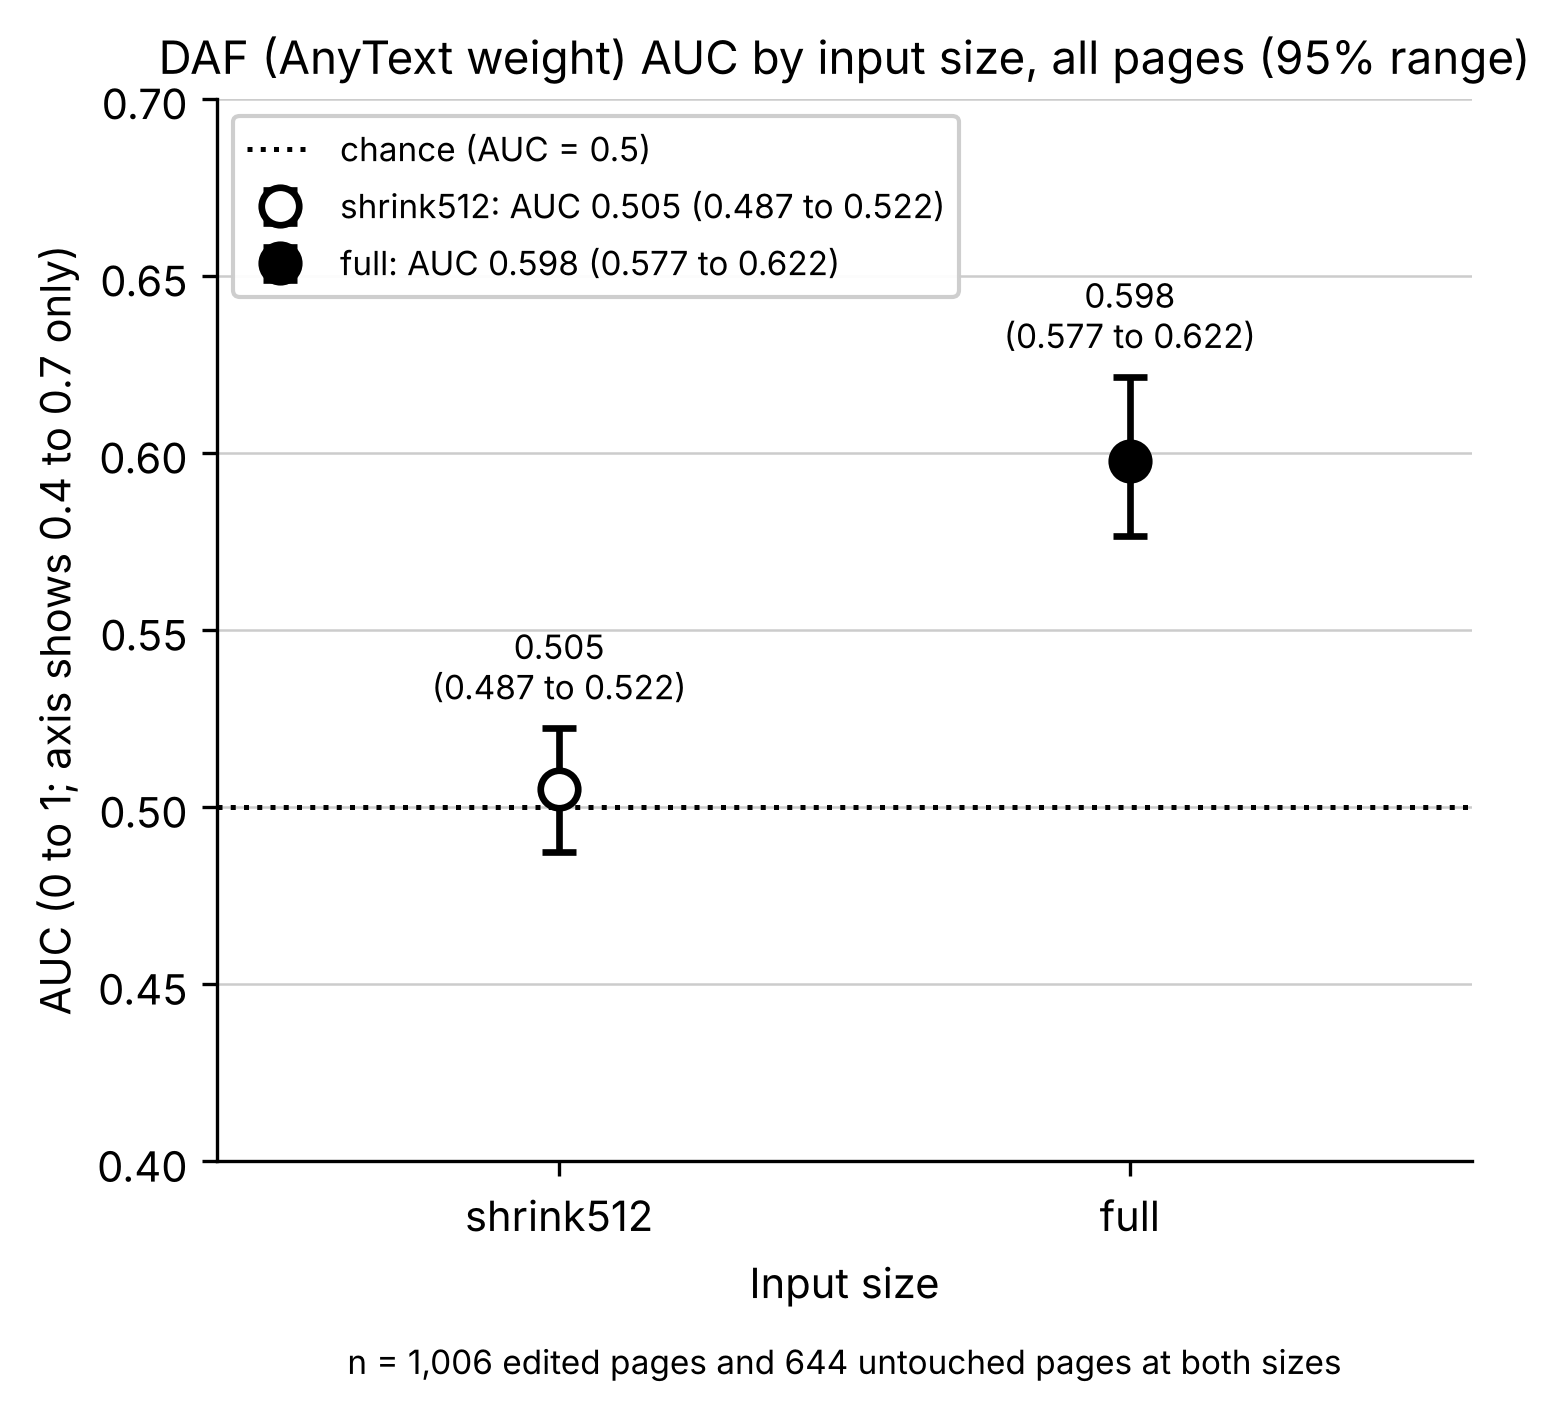 DAF (AnyText weight) AUC by input size, all pages (95% range)
0.70
0.65
0.60
0.55
0.50
0.45
0.40
AUC (0 to 1; axis shows 0.4 to 0.7 only)
chance (AUC = 0.5)
shrink512: AUC 0.505 (0.487 to 0.522)
full: AUC 0.598 (0.577 to 0.622)
0.598
(0.577 to 0.622)
0.505
(0.487 to 0.522)
shrink512
full
Input size
n = 1,006 edited pages and 644 untouched pages at both sizes